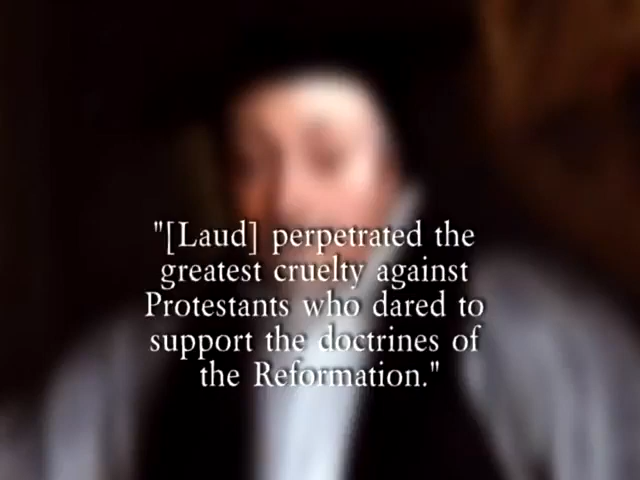 "[Laud] perpetrated the
greatest cruelty against
Protestants who dared to
support the doctrines of
the Reformation."